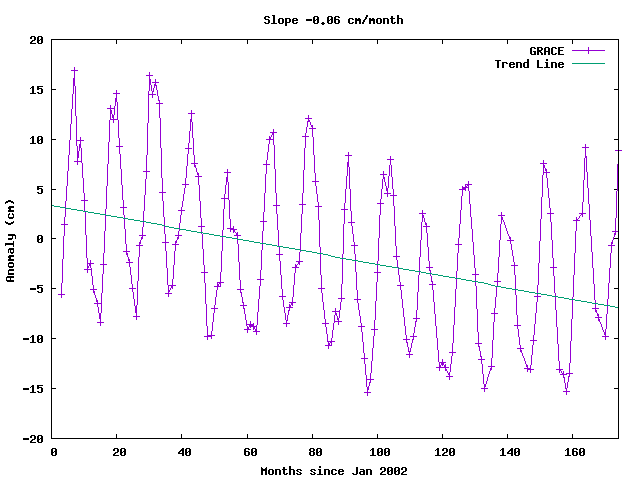 Slope -0.06 cm/month
GRACE
Trend Line
20
15
10
5
0
-5
-10
-15
-20
Anomaly (cm)
0 20 40 60 80 100 120 140 160
Months since Jan 2002